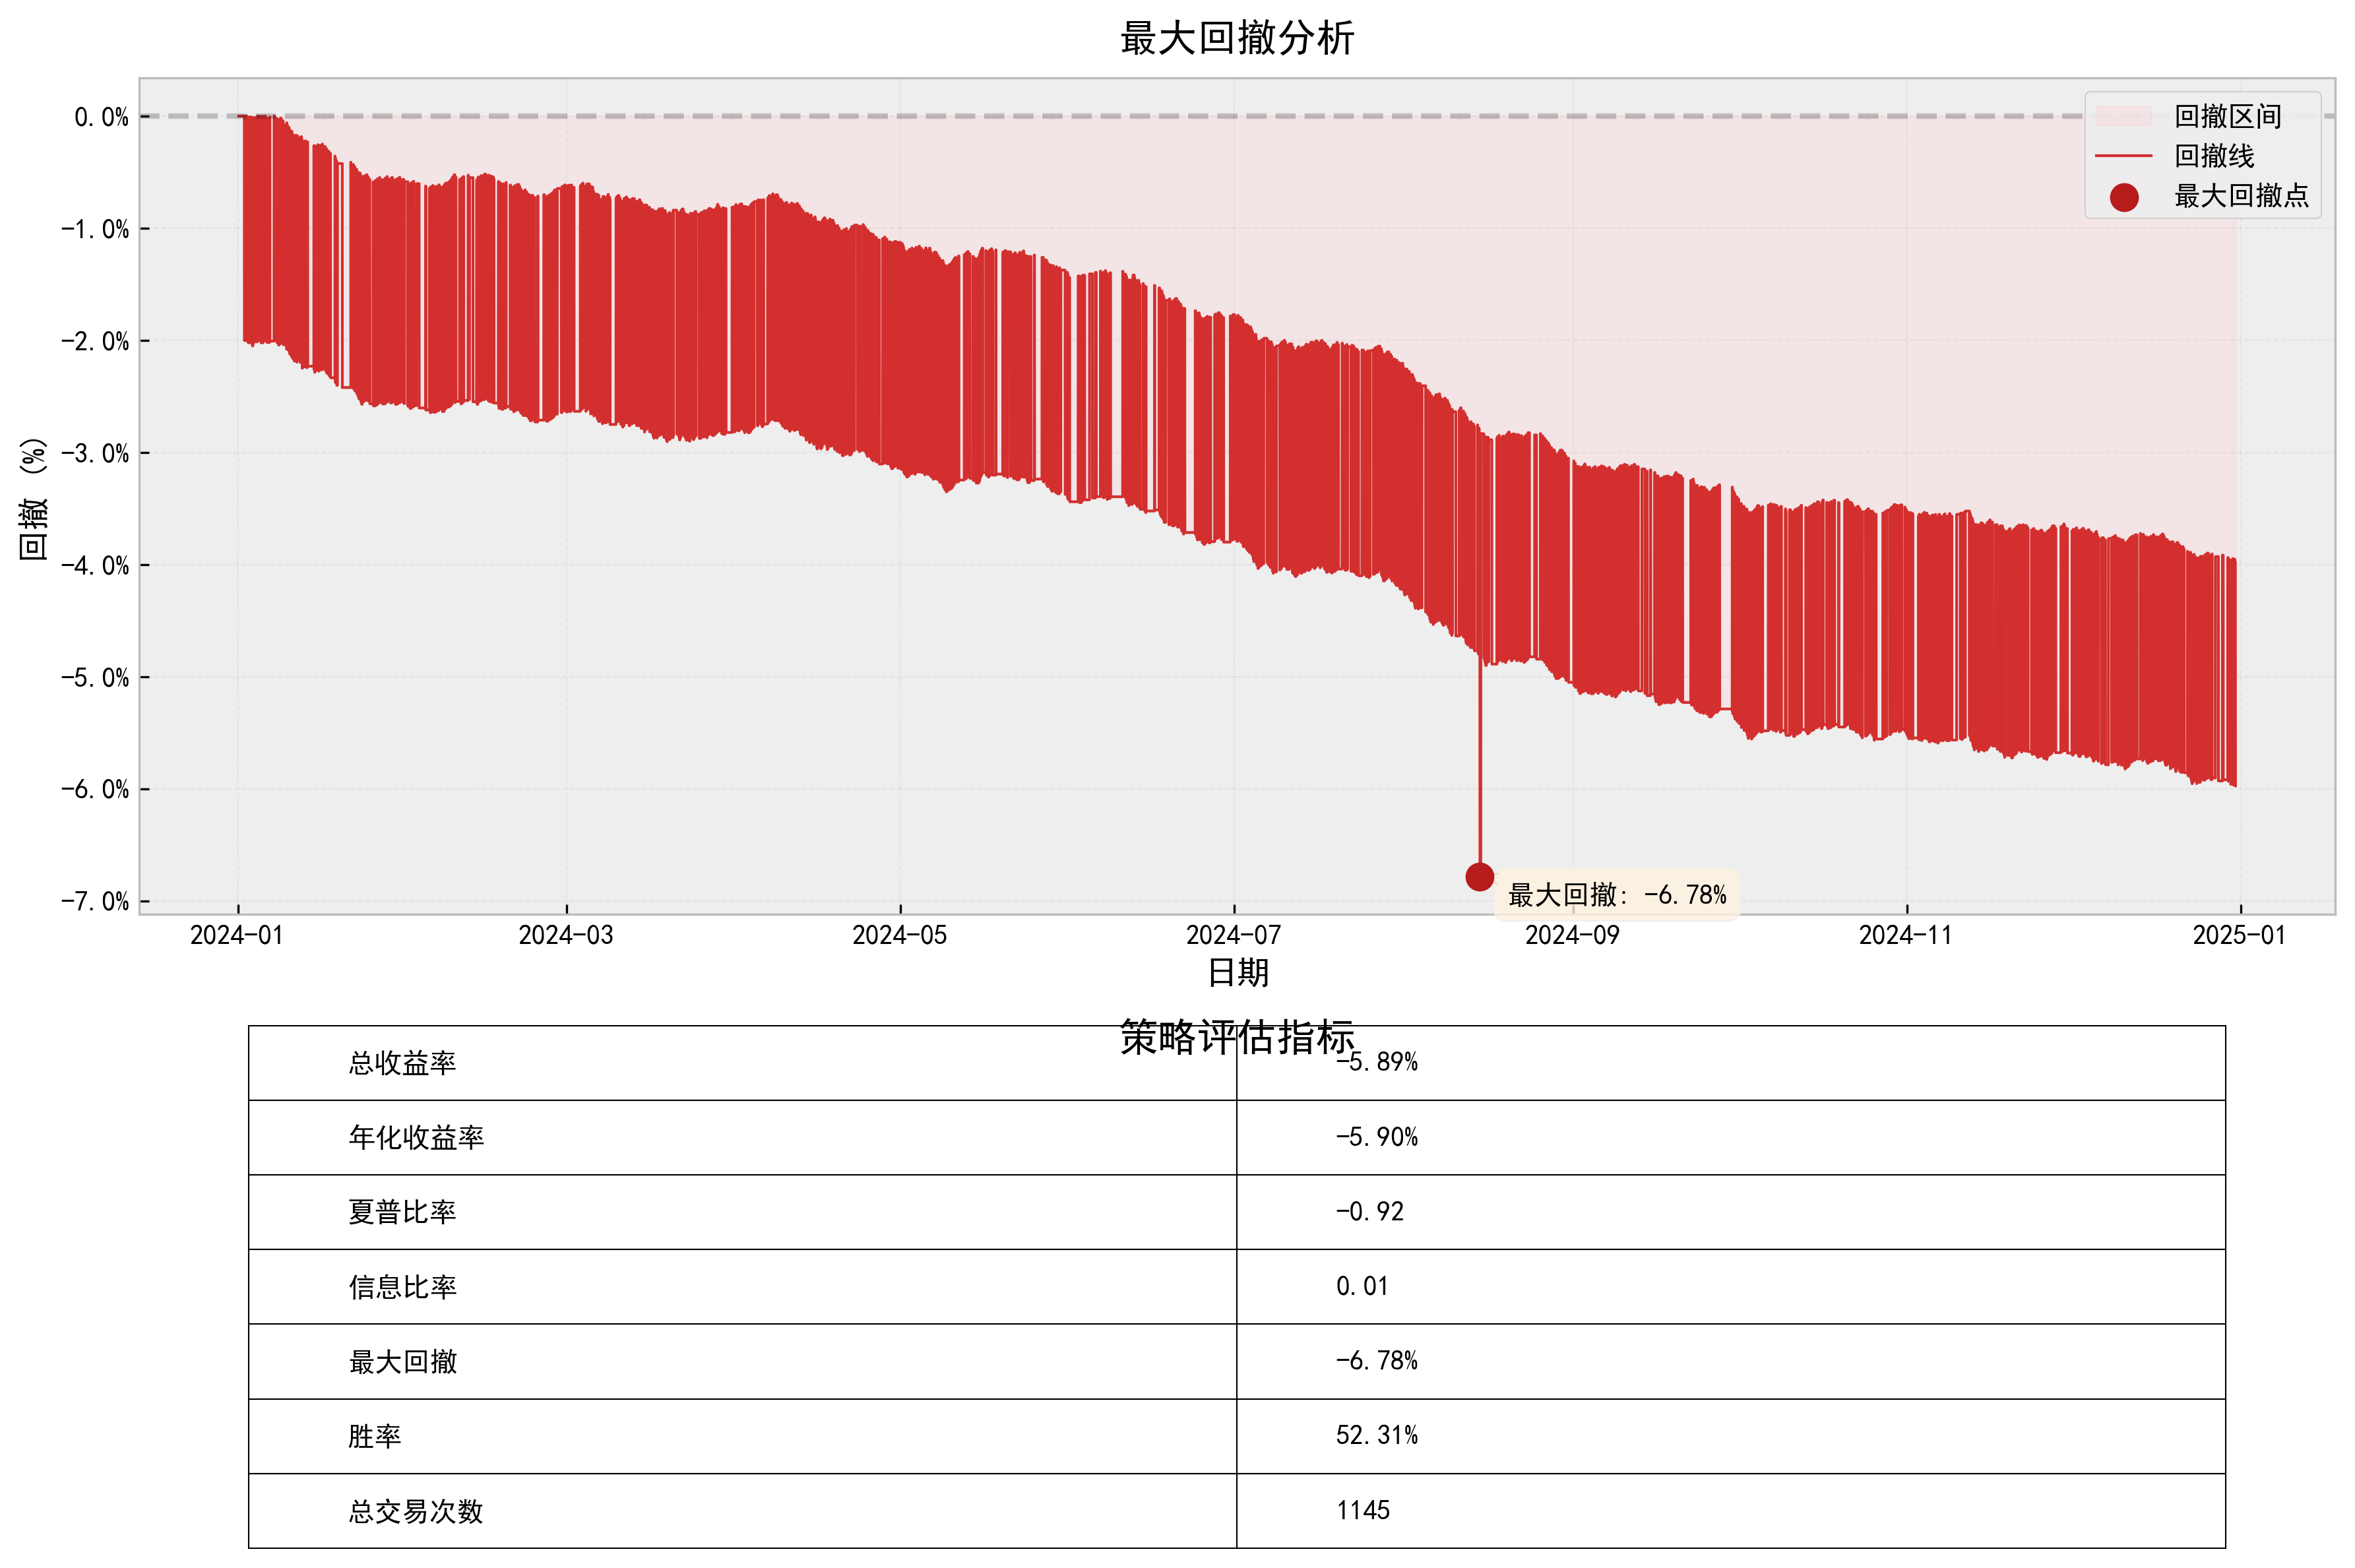 最大回撤分析
回撤区间
回撤线
最大回撤点
0.0%
-1.0%
-2.0%
-3.0%
-4.0%
-5.0%
-6.0%
-7.0%
回撤 (%)
最大回撤: -6.78%
2024-01 2024-03 2024-05 2024-07 2024-09 2024-11 2025-01
日期
策略评估指标
总收益率 -5.89%
年化收益率 -5.90%
夏普比率 -0.92
信息比率 0.01
最大回撤 -6.78%
胜率 52.31%
总交易次数 1145